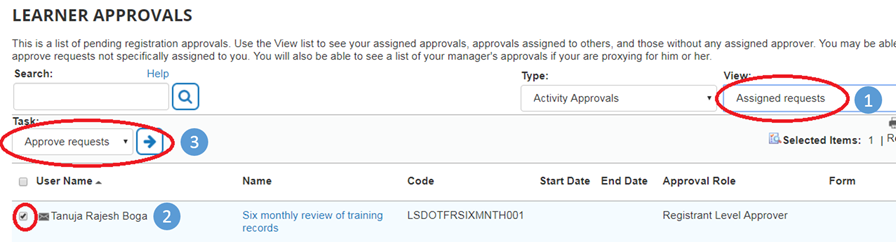 LEARNER APPROVALS
This is a list of pending registration approvals. Use the View list to see your assigned approvals, approvals assigned to others, and those without any assigned approver. You may be able
approve requests not specifically assigned to you. You will also be able to see a list of your manager's approvals if your are proxying for him or her.
Search: Help Type: View:
Activity Approvals Assigned requests 1
Task:
Approve requests 3 Selected Items: 1 | Re
User Name Name Code Start Date End Date Approval Role Form
Tanuja Rajesh Boga 2 Six monthly review of training LSDOTFRSIXMNTH001 Registrant Level Approver
records